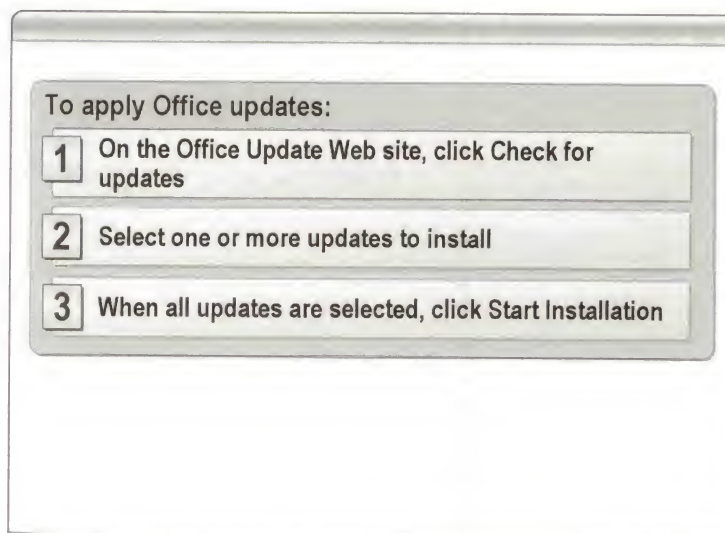 To apply Office updates:
1 On the Office Update Web site, click Check for
updates
2 Select one or more updates to install
3 When all updates are selected, click Start Installation